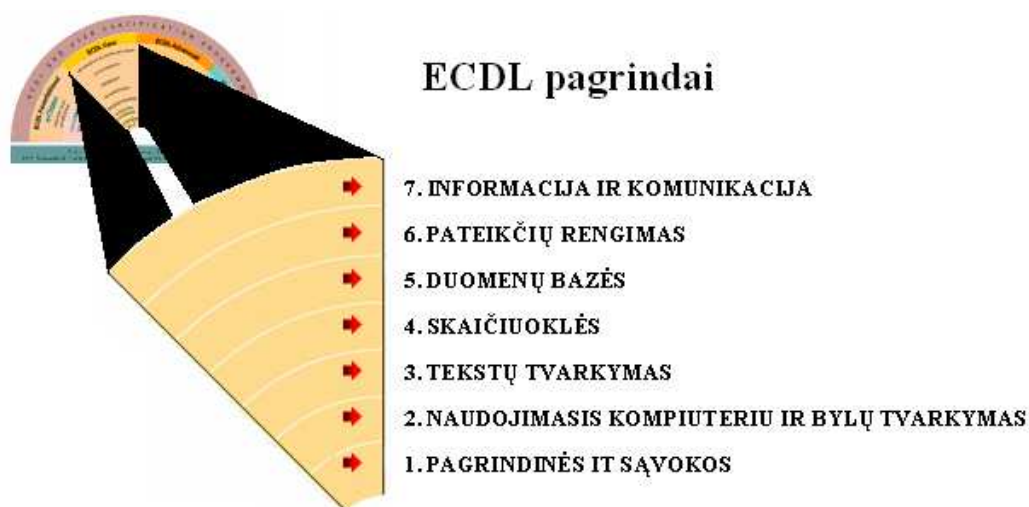 ECDL pagrindai
7. INFORMACIJA IR KOMUNIKACIJA
6. PATEIKČIŲ RENGIMAS
5. DUOMENŲ BAZĖS
4. SKAIČIUOKLĖS
3. TEKSTŲ TVARKYMAS
2. NAUDOJIMASIS KOMPIUTERIU IR BYLŲ TVARKYMAS
1. PAGRINDINĖS IT SĄVOKOS